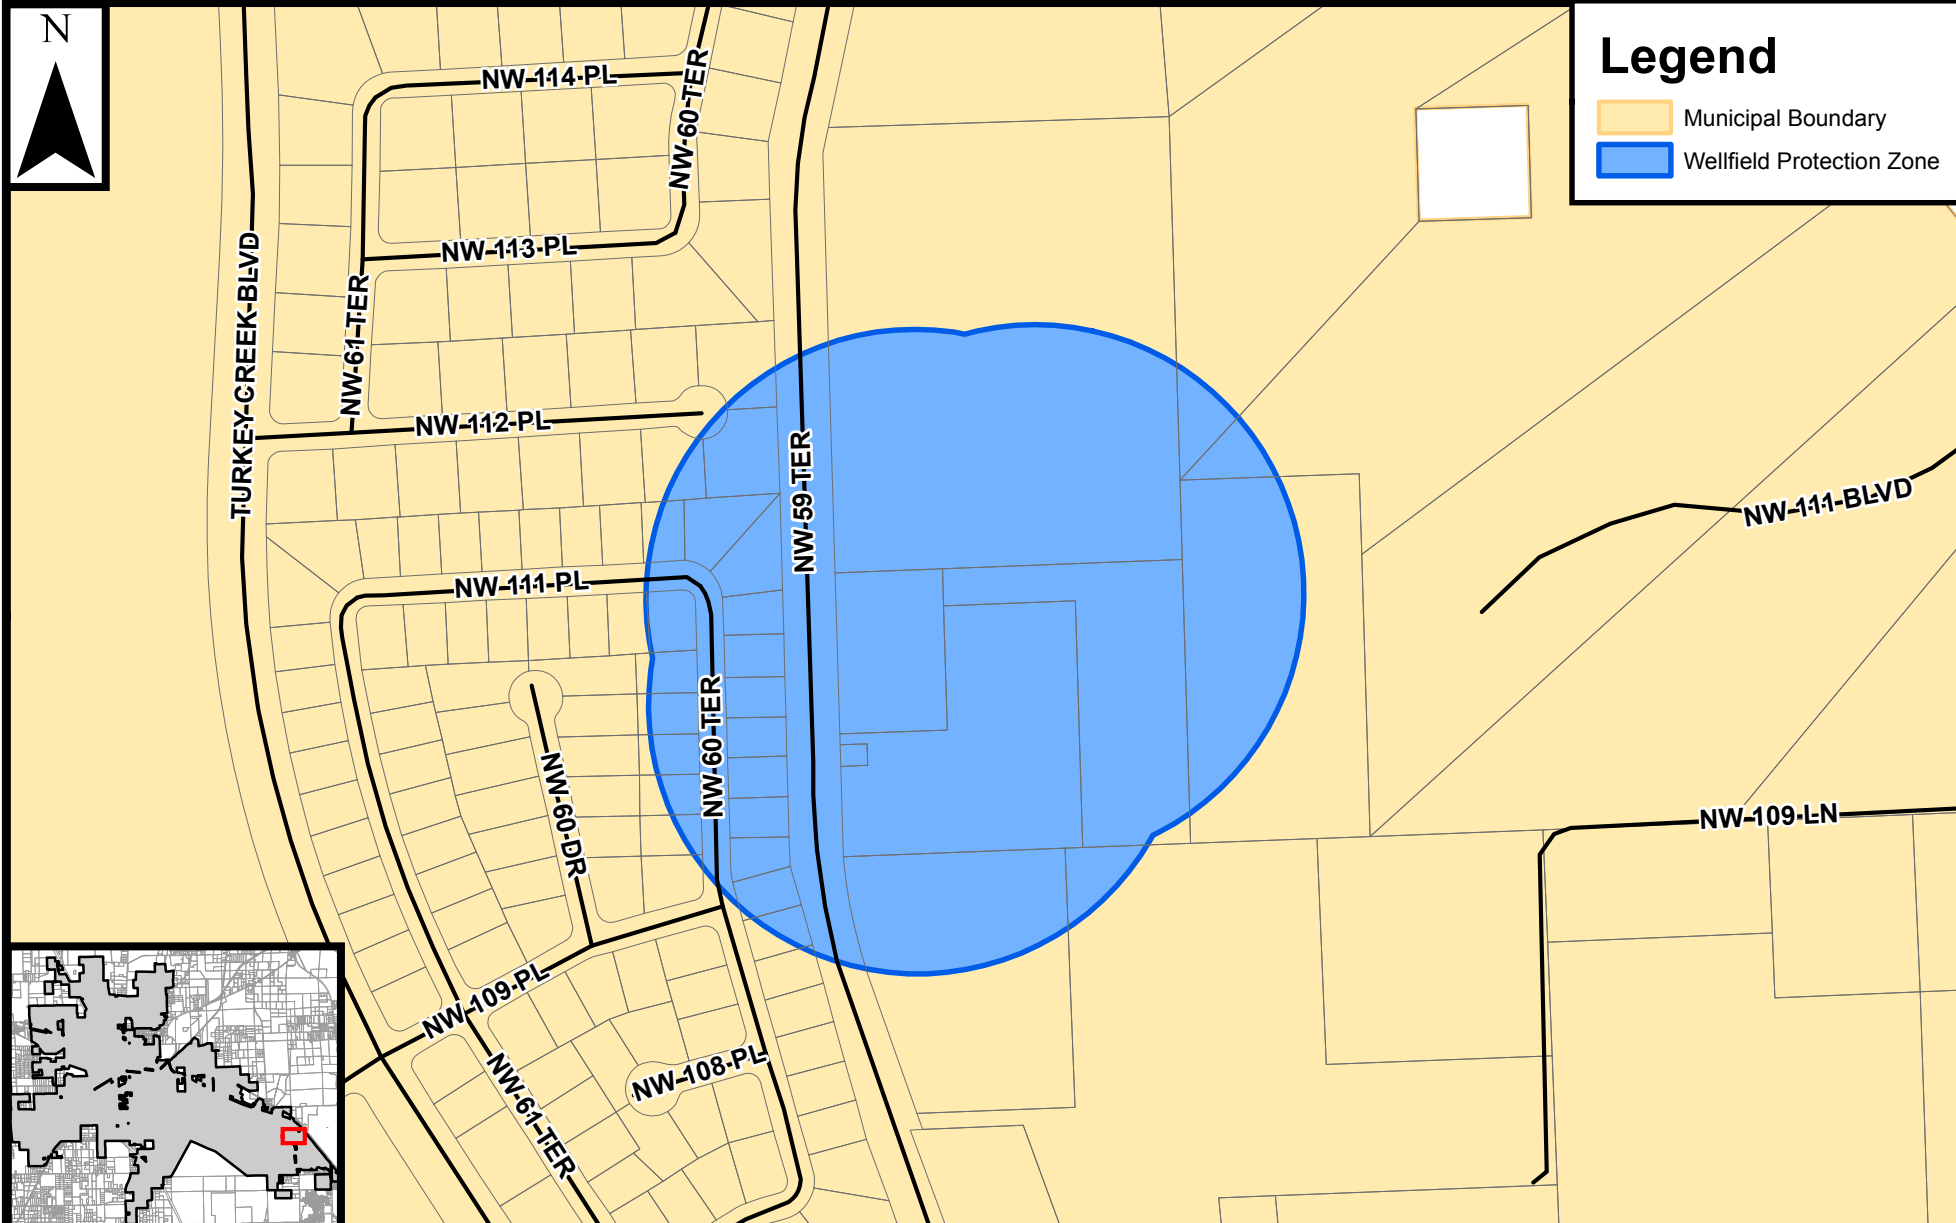 N
Legend
Municipal Boundary
Wellfield Protection Zone
NW 114 PL
NW 60 TER
NW 113 PL
TURKEY CREEK BLVD
NW 61 TER
NW 112 PL
NW 59 TER
NW 111 BLVD
NW 111 PL
NW 60 TER
NW 60 DR
NW 109 LN
NW 109 PL
NW 108 PL
NW 61 TER